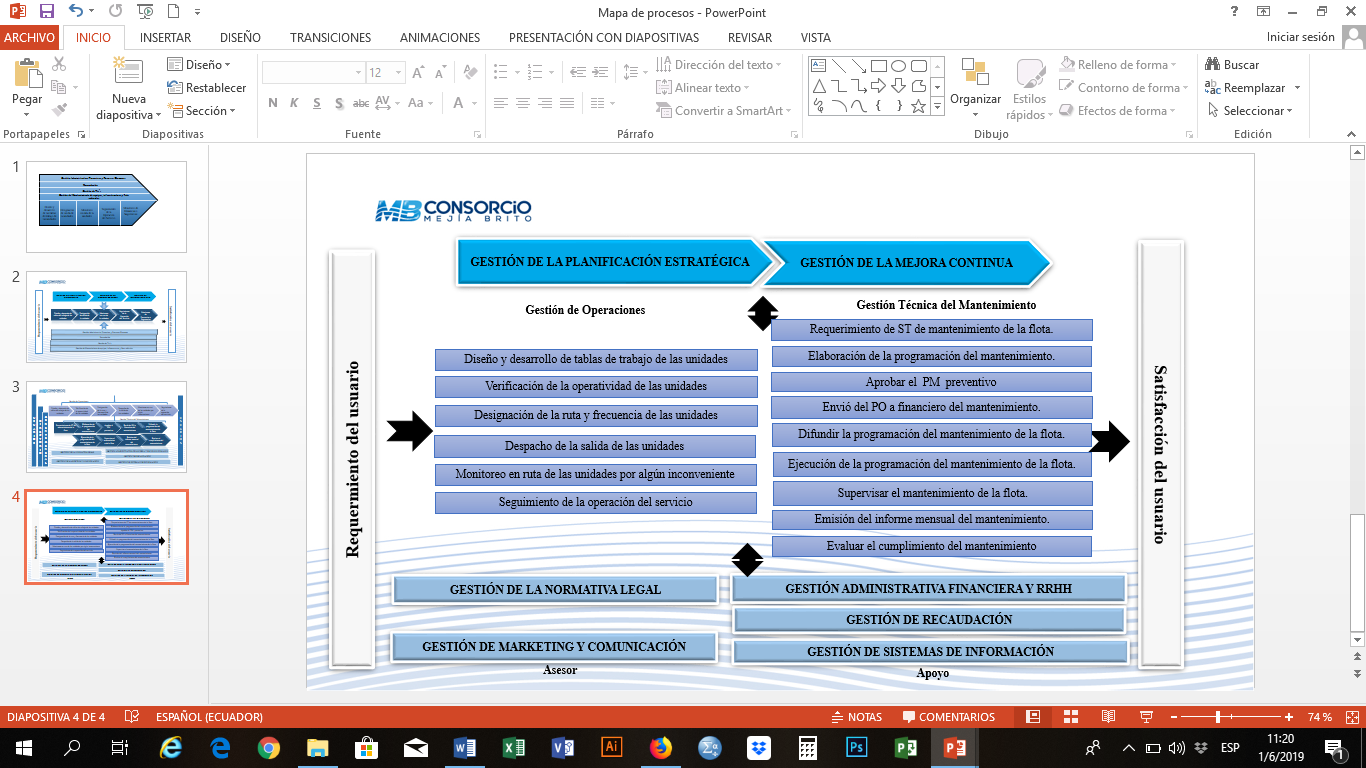 Mapa de procesos - PowerPoint
ARCHIVO INICIO INSERTAR DISEÑO TRANSICIONES ANIMACIONES PRESENTACIÓN CON DIAPOSITIVAS REVISAR VISTA Iniciar sesión
Pegar
Portapapeles
Nueva diapositiva
Diseño
Restablecer
Sección
Diapositivas
12
N K S S abc AV Aa A
Fuente
Dirección del texto
Alinear texto
Convertir a SmartArt
Párrafo
Organizar
Estilos rápidos
Relleno de forma
Contorno de forma
Efectos de forma
Dibujo
Buscar
Reemplazar
Seleccionar
Edición
1
2
3
4
MB CONSORCIO
MEJÍA BRITO
GESTIÓN DE LA PLANIFICACIÓN ESTRATÉGICA
GESTIÓN DE LA MEJORA CONTINUA
Requermiento del usuario
Gestión de Operaciones
Diseño y desarrollo de tablas de trabajo de las unidades
Verificación de la operatividad de las unidades
Designación de la ruta y frecuencia de las unidades
Despacho de la salida de las unidades
Monitoreo en ruta de las unidades por algún inconveniente
Seguimiento de la operación del servicio
Gestión Técnica del Mantenimiento
Requerimiento de ST de mantenimiento de la flota.
Elaboración de la programación del mantenimiento.
Aprobar el PM preventivo
Envió del PO a financiero del mantenimiento.
Difundir la programación del mantenimiento de la flota.
Ejecución de la programación del mantenimiento de la flota.
Supervisar el mantenimiento de la flota.
Emisión del informe mensual del mantenimiento.
Evaluar el cumplimiento del mantenimiento
Satisfacción del usuario
GESTIÓN DE LA NORMATIVA LEGAL
GESTIÓN DE MARKETING Y COMUNICACIÓN
Asesor
GESTIÓN ADMINISTRATIVA FINANCIERA Y RRHH
GESTIÓN DE RECAUDACIÓN
GESTIÓN DE SISTEMAS DE INFORMACIÓN
Apoyo
DIAPOSITIVA 4 DE 4 ESPAÑOL (ECUADOR) NOTAS COMENTARIOS 74 %
ESP
11:20
1/6/2019
1